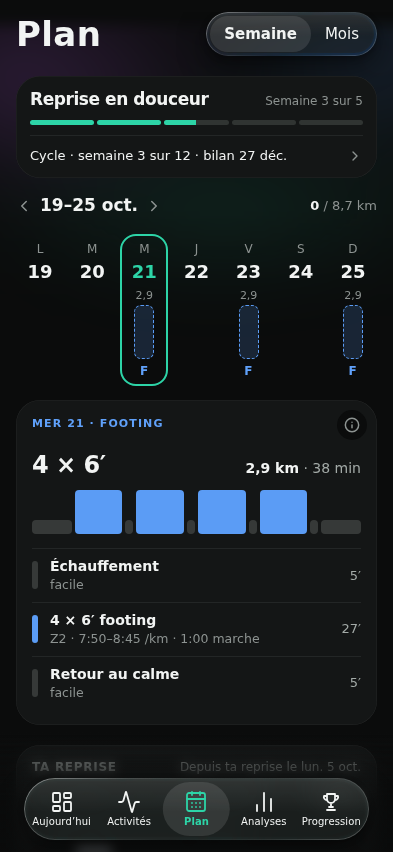 Plan
Semaine Mois
Reprise en douceur Semaine 3 sur 5
Cycle · semaine 3 sur 12 · bilan 27 déc.
19–25 oct. 0 / 8,7 km
L M M J V S D
19 20 21 22 23 24 25
2,9 2,9 2,9
F F F
MER 21 · FOOTING
4 × 6′ 2,9 km · 38 min
Échauffement
facile 5′
4 × 6′ footing
Z2 · 7:50–8:45 /km · 1:00 marche 27′
Retour au calme
facile 5′
TA REPRISE Depuis ta reprise le lun. 5 oct.
Aujourd’hui Activités Plan Analyses Progression